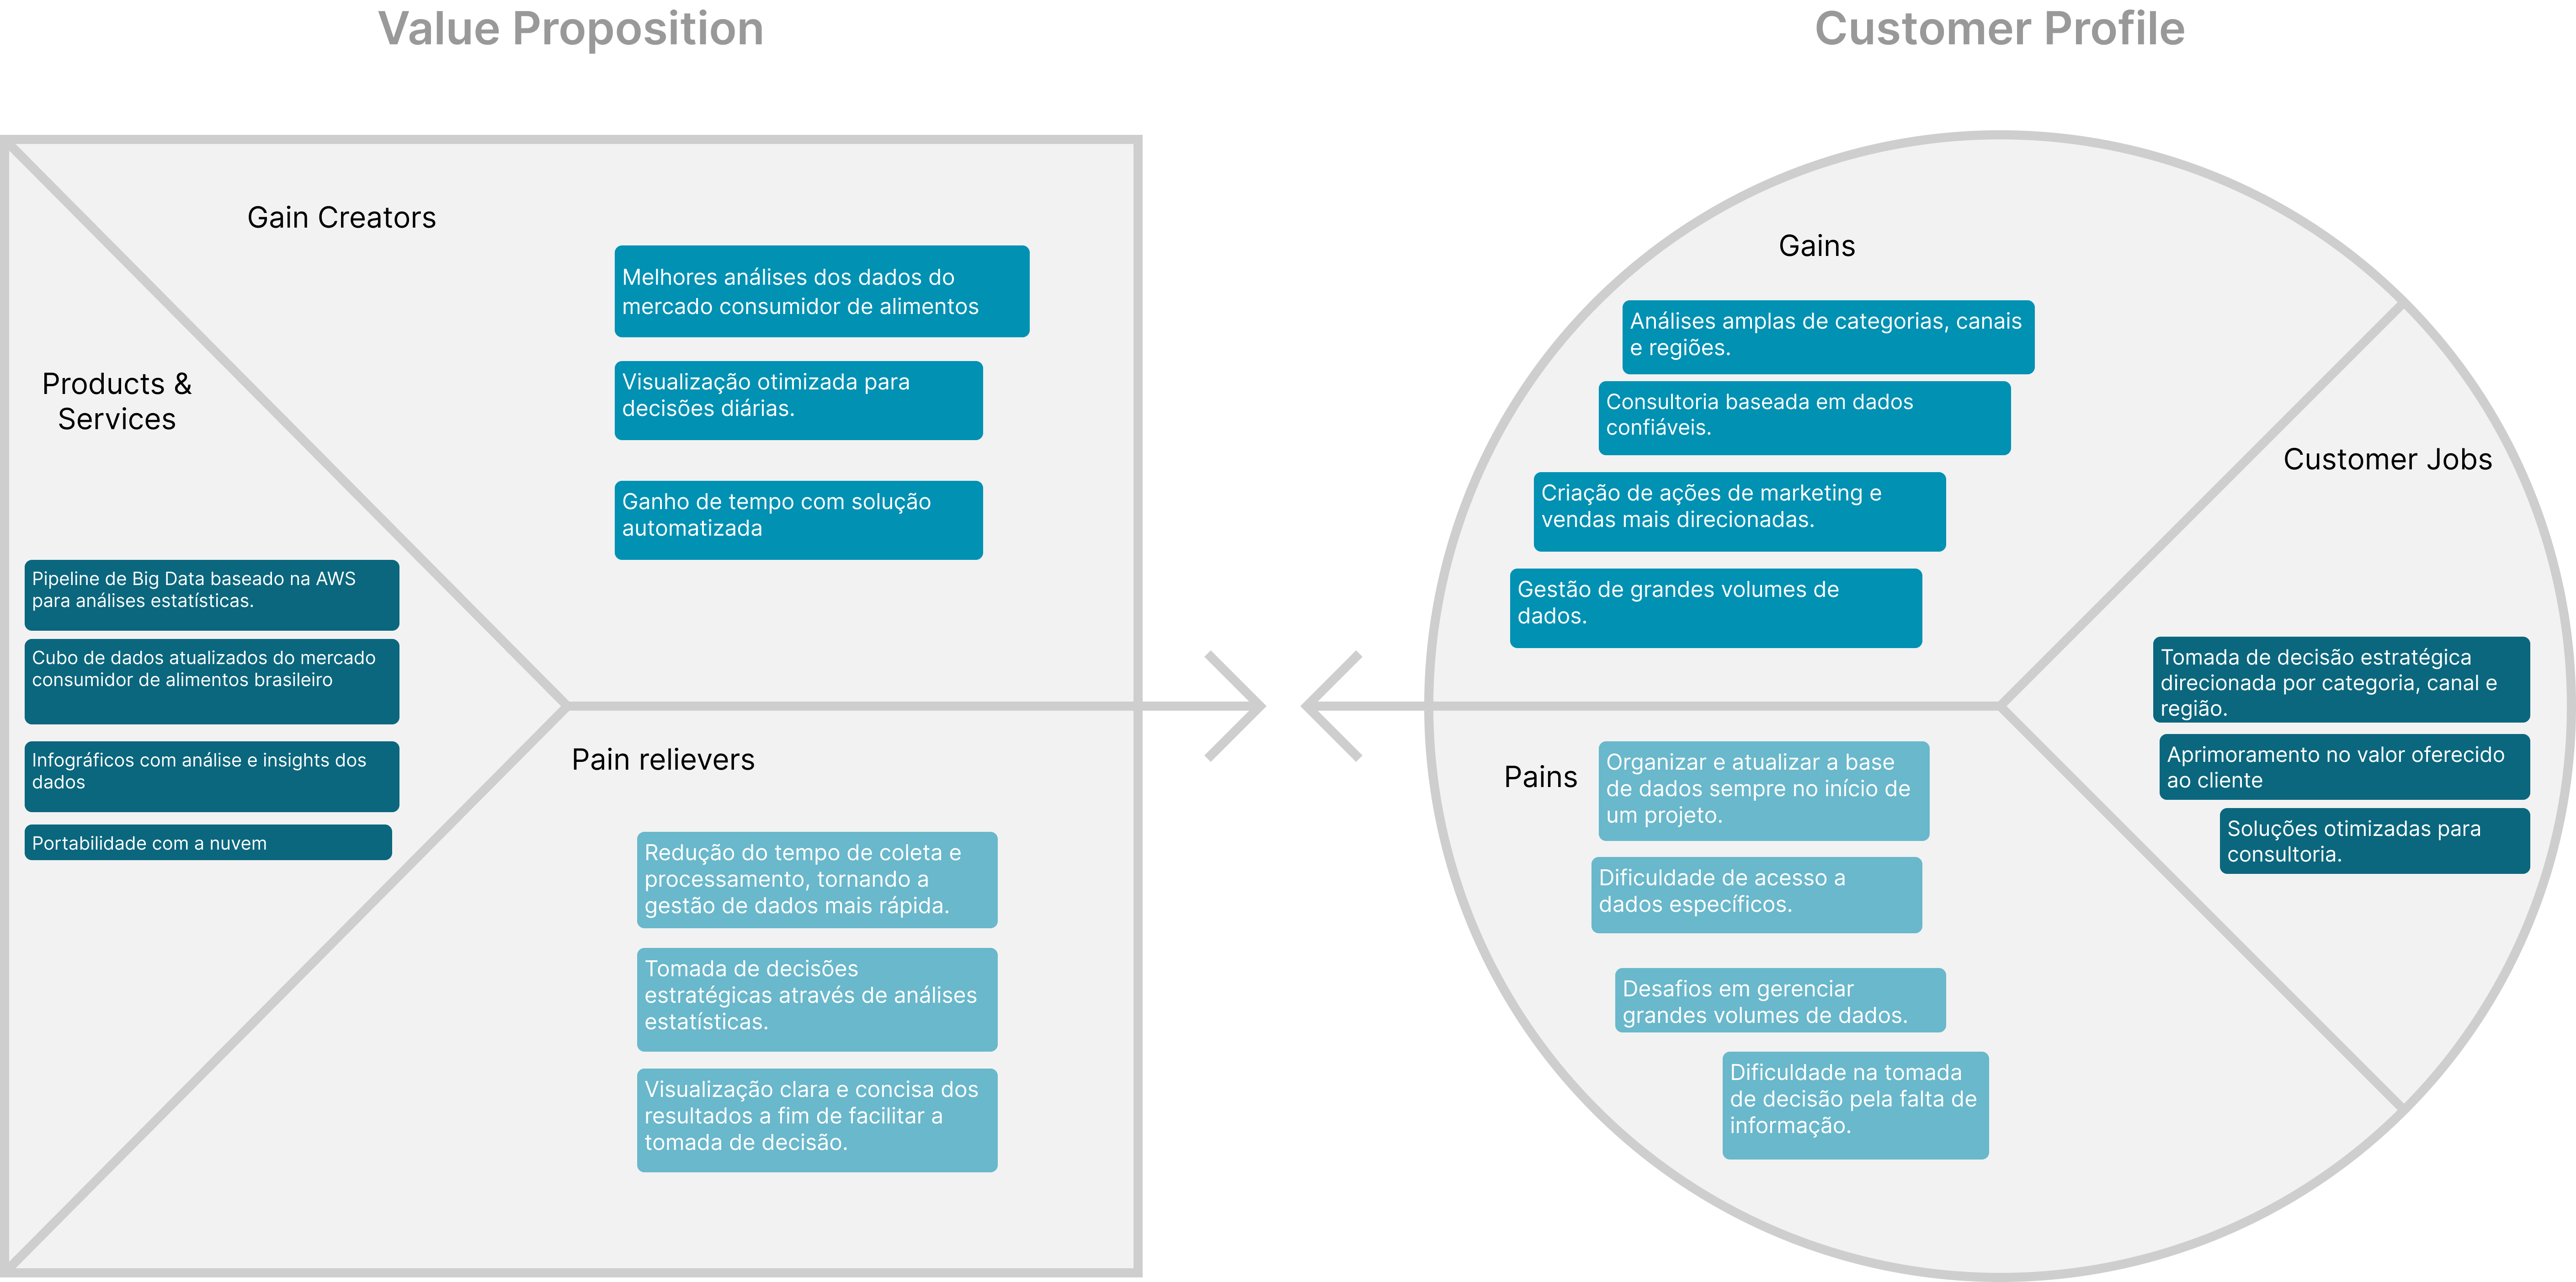 Value Proposition
Customer Profile
Gain Creators
Melhores análises dos dados do
mercado consumidor de alimentos
Visualização otimizada para
decisões diárias.
Ganho de tempo com solução
automatizada
Products &
Services
Pipeline de Big Data baseado na AWS
para análises estatísticas.
Cubo de dados atualizados do mercado
consumidor de alimentos brasileiro
Infográficos com análise e insights dos
dados
Portabilidade com a nuvem
Pain relievers
Redução do tempo de coleta e
processamento, tornando a
gestão de dados mais rápida.
Tomada de decisões
estratégicas através de análises
estatísticas.
Visualização clara e concisa dos
resultados a fim de facilitar a
tomada de decisão.
Gains
Análises amplas de categorias, canais
e regiões.
Consultoria baseada em dados
confiáveis.
Criação de ações de marketing e
vendas mais direcionadas.
Gestão de grandes volumes de
dados.
Customer Jobs
Tomada de decisão estratégica
direcionada por categoria, canal e
região.
Aprimoramento no valor oferecido
ao cliente
Soluções otimizadas para
consultoria.
Pains
Organizar e atualizar a base
de dados sempre no início de
um projeto.
Dificuldade de acesso a
dados específicos.
Desafios em gerenciar
grandes volumes de dados.
Dificuldade na tomada
de decisão pela falta de
informação.